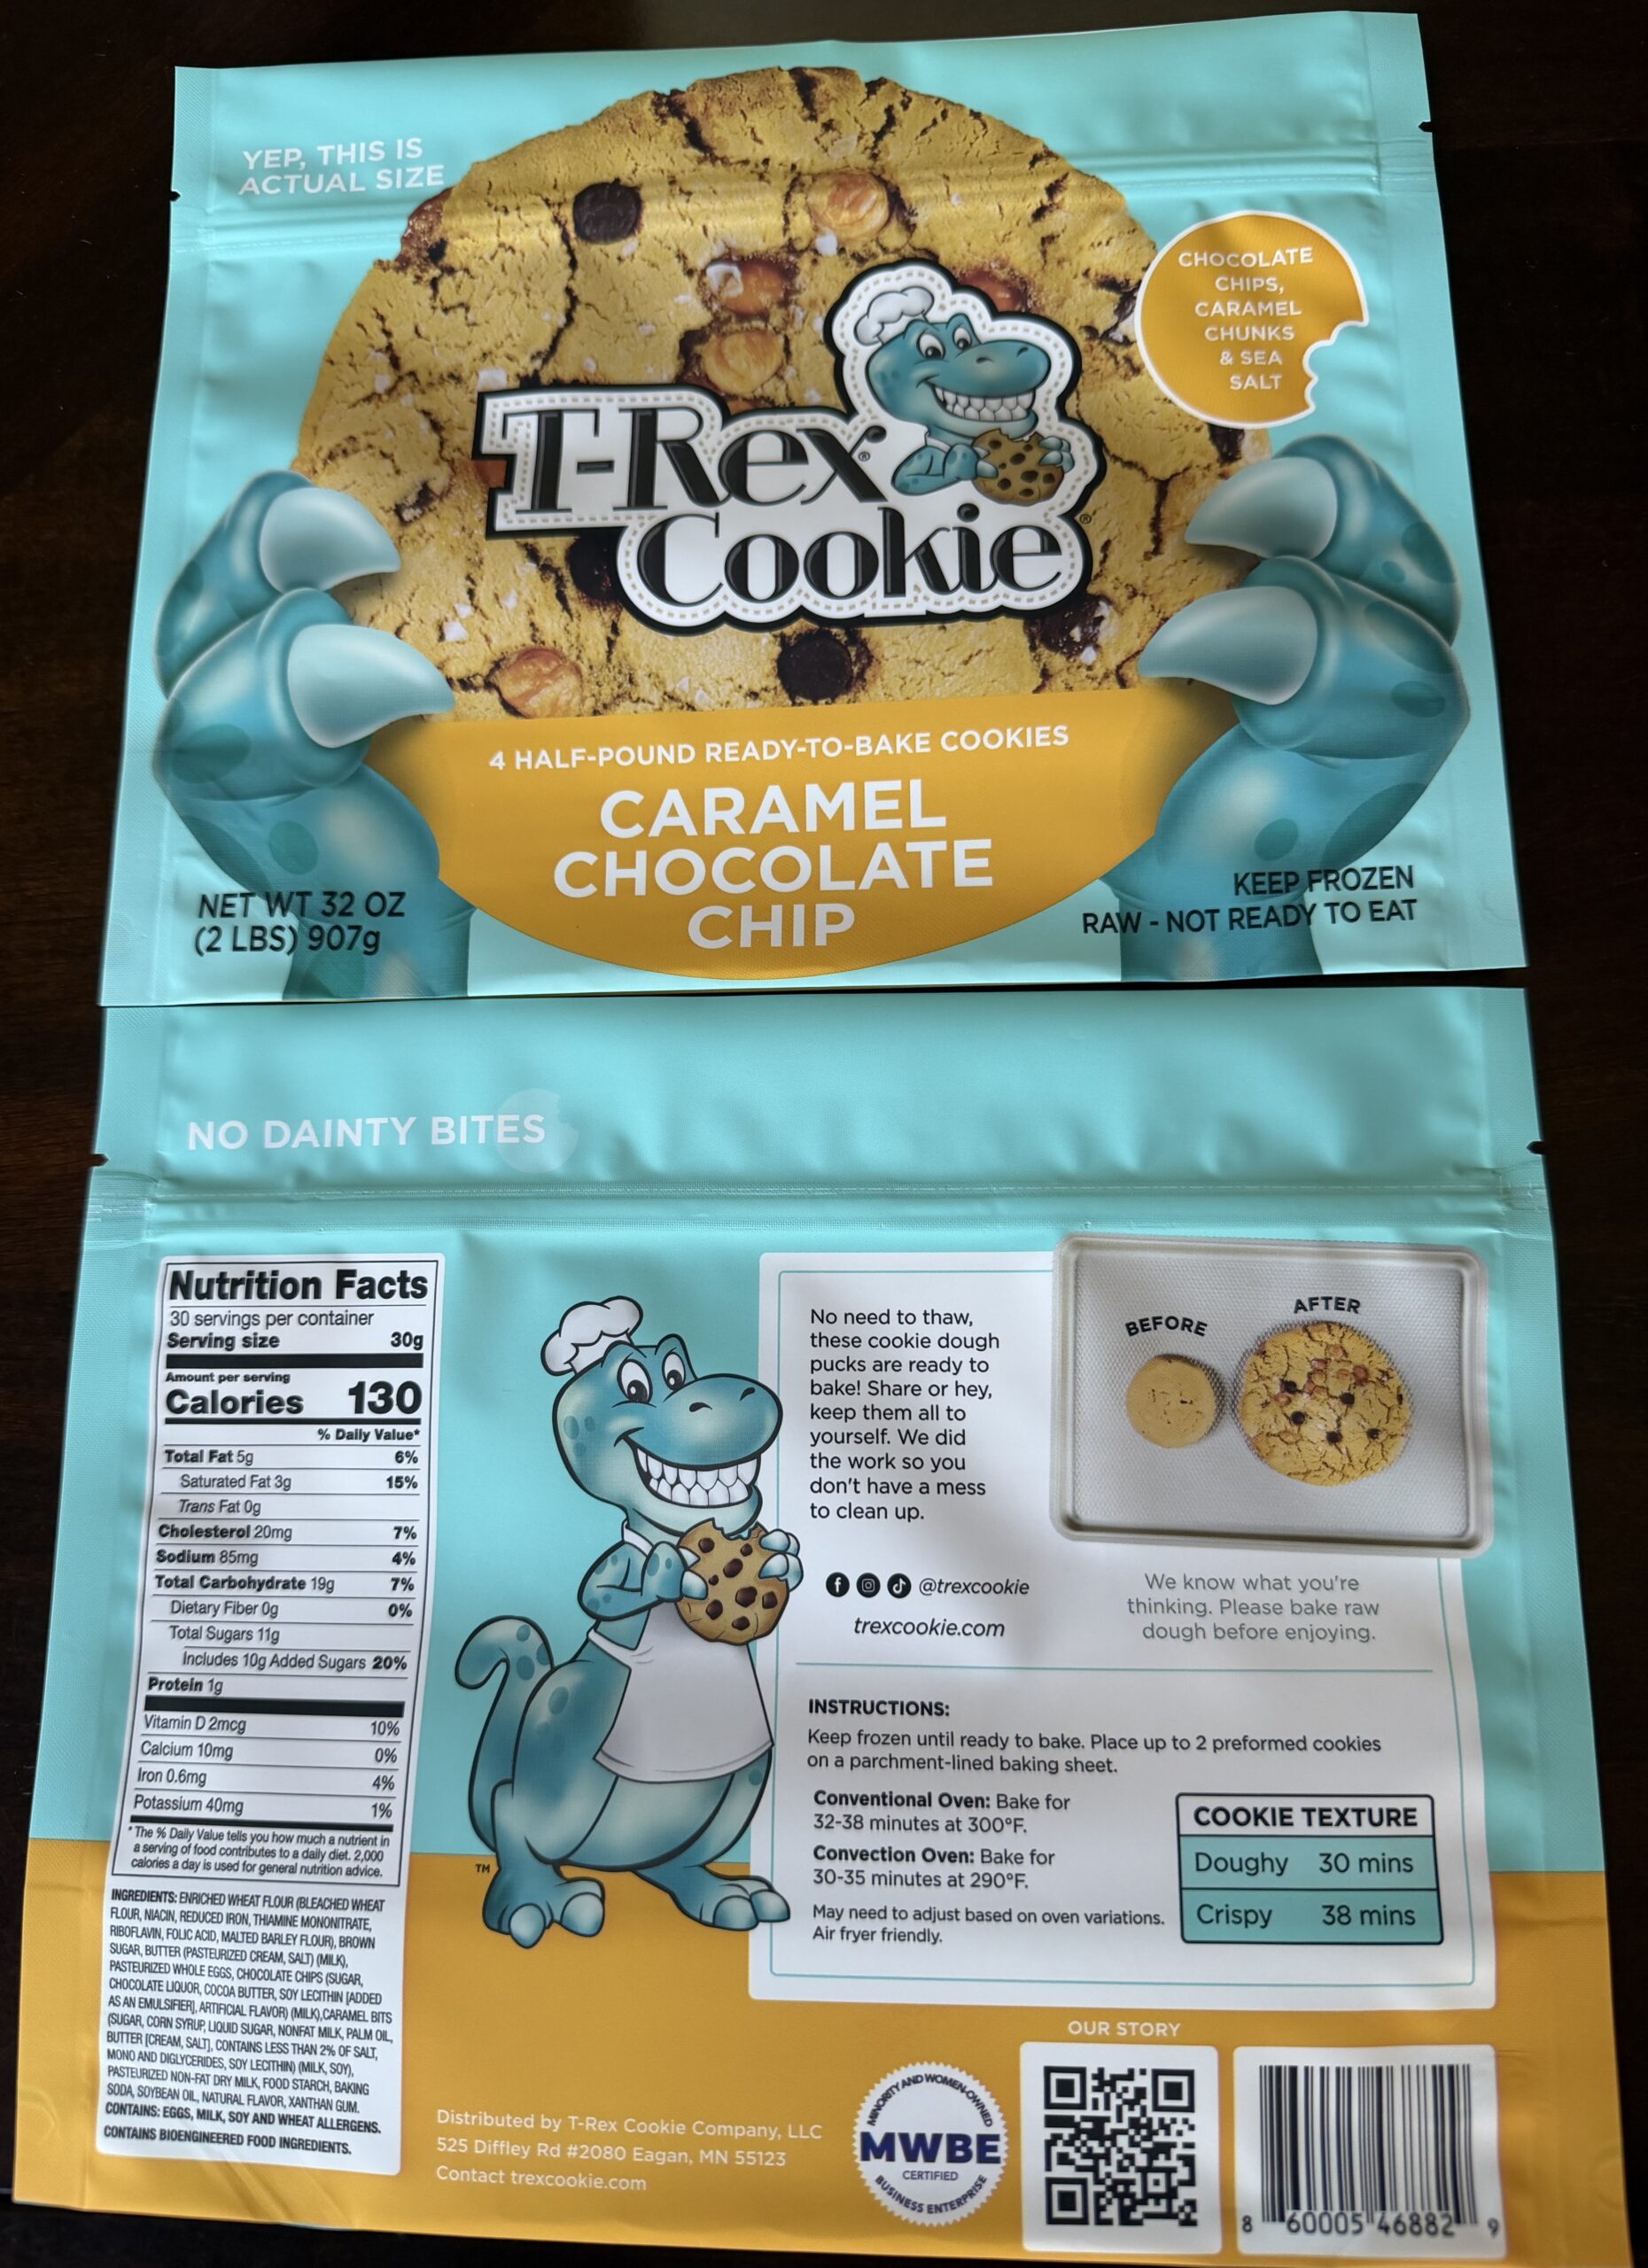 YEP, THIS IS
ACTUAL SIZE
CHOCOLATE
CHIPS,
CARAMEL
CHUNKS
& SEA
SALT
T-Rex®
Cookie®
4 HALF-POUND READY-TO-BAKE COOKIES
CARAMEL
CHOCOLATE
CHIP
NET WT 32 OZ
(2 LBS) 907g
KEEP FROZEN
RAW - NOT READY TO EAT
NO DAINTY BITES
Nutrition Facts
30 servings per container
Serving size 30g
Amount per serving
Calories 130
% Daily Value*
Total Fat 5g 6%
Saturated Fat 3g 15%
Trans Fat 0g
Cholesterol 20mg 7%
Sodium 85mg 4%
Total Carbohydrate 19g 7%
Dietary Fiber 0g 0%
Total Sugars 11g
Includes 10g Added Sugars 20%
Protein 1g
Vitamin D 2mcg 10%
Calcium 10mg 0%
Iron 0.6mg 4%
Potassium 40mg 1%
*The % Daily Value tells you how much a nutrient in
a serving of food contributes to a daily diet. 2,000
calories a day is used for general nutrition advice.
INGREDIENTS: ENRICHED WHEAT FLOUR (BLEACHED WHEAT
FLOUR, NIACIN, REDUCED IRON, THIAMINE MONONITRATE,
RIBOFLAVIN, FOLIC ACID, MALTED BARLEY FLOUR), BROWN
SUGAR, BUTTER (PASTEURIZED CREAM, SALT) (MILK),
PASTEURIZED WHOLE EGGS, CHOCOLATE CHIPS (SUGAR,
CHOCOLATE LIQUOR, COCOA BUTTER, SOY LECITHIN [ADDED
AS AN EMULSIFIER], ARTIFICIAL FLAVOR) (MILK),CARAMEL BITS
(SUGAR, CORN SYRUP, LIQUID SUGAR, NONFAT MILK, PALM OIL,
BUTTER [CREAM, SALT], CONTAINS LESS THAN 2% OF SALT,
MONO AND DIGLYCERIDES, SOY LECITHIN) (MILK, SOY),
PASTEURIZED NON-FAT DRY MILK, FOOD STARCH, BAKING
SODA, SOYBEAN OIL, NATURAL FLAVOR, XANTHAN GUM.
CONTAINS: EGGS, MILK, SOY AND WHEAT ALLERGENS.
CONTAINS BIOENGINEERED FOOD INGREDIENTS.
TM
No need to thaw,
these cookie dough
pucks are ready to
bake! Share or hey,
keep them all to
yourself. We did
the work so you
don't have a mess
to clean up.
BEFORE
AFTER
@trexcookie
trexcookie.com
We know what you're
thinking. Please bake raw
dough before enjoying.
INSTRUCTIONS:
Keep frozen until ready to bake. Place up to 2 preformed cookies
on a parchment-lined baking sheet.
Conventional Oven: Bake for
32-38 minutes at 300°F.
Convection Oven: Bake for
30-35 minutes at 290°F.
May need to adjust based on oven variations.
Air fryer friendly.
COOKIE TEXTURE
Doughy 30 mins
Crispy 38 mins
Distributed by T-Rex Cookie Company, LLC
525 Diffley Rd #2080 Eagan, MN 55123
Contact trexcookie.com
MINORITY AND WOMEN-OWNED
MWBE
CERTIFIED
BUSINESS ENTERPRISE
OUR STORY
8 60005 46882 9